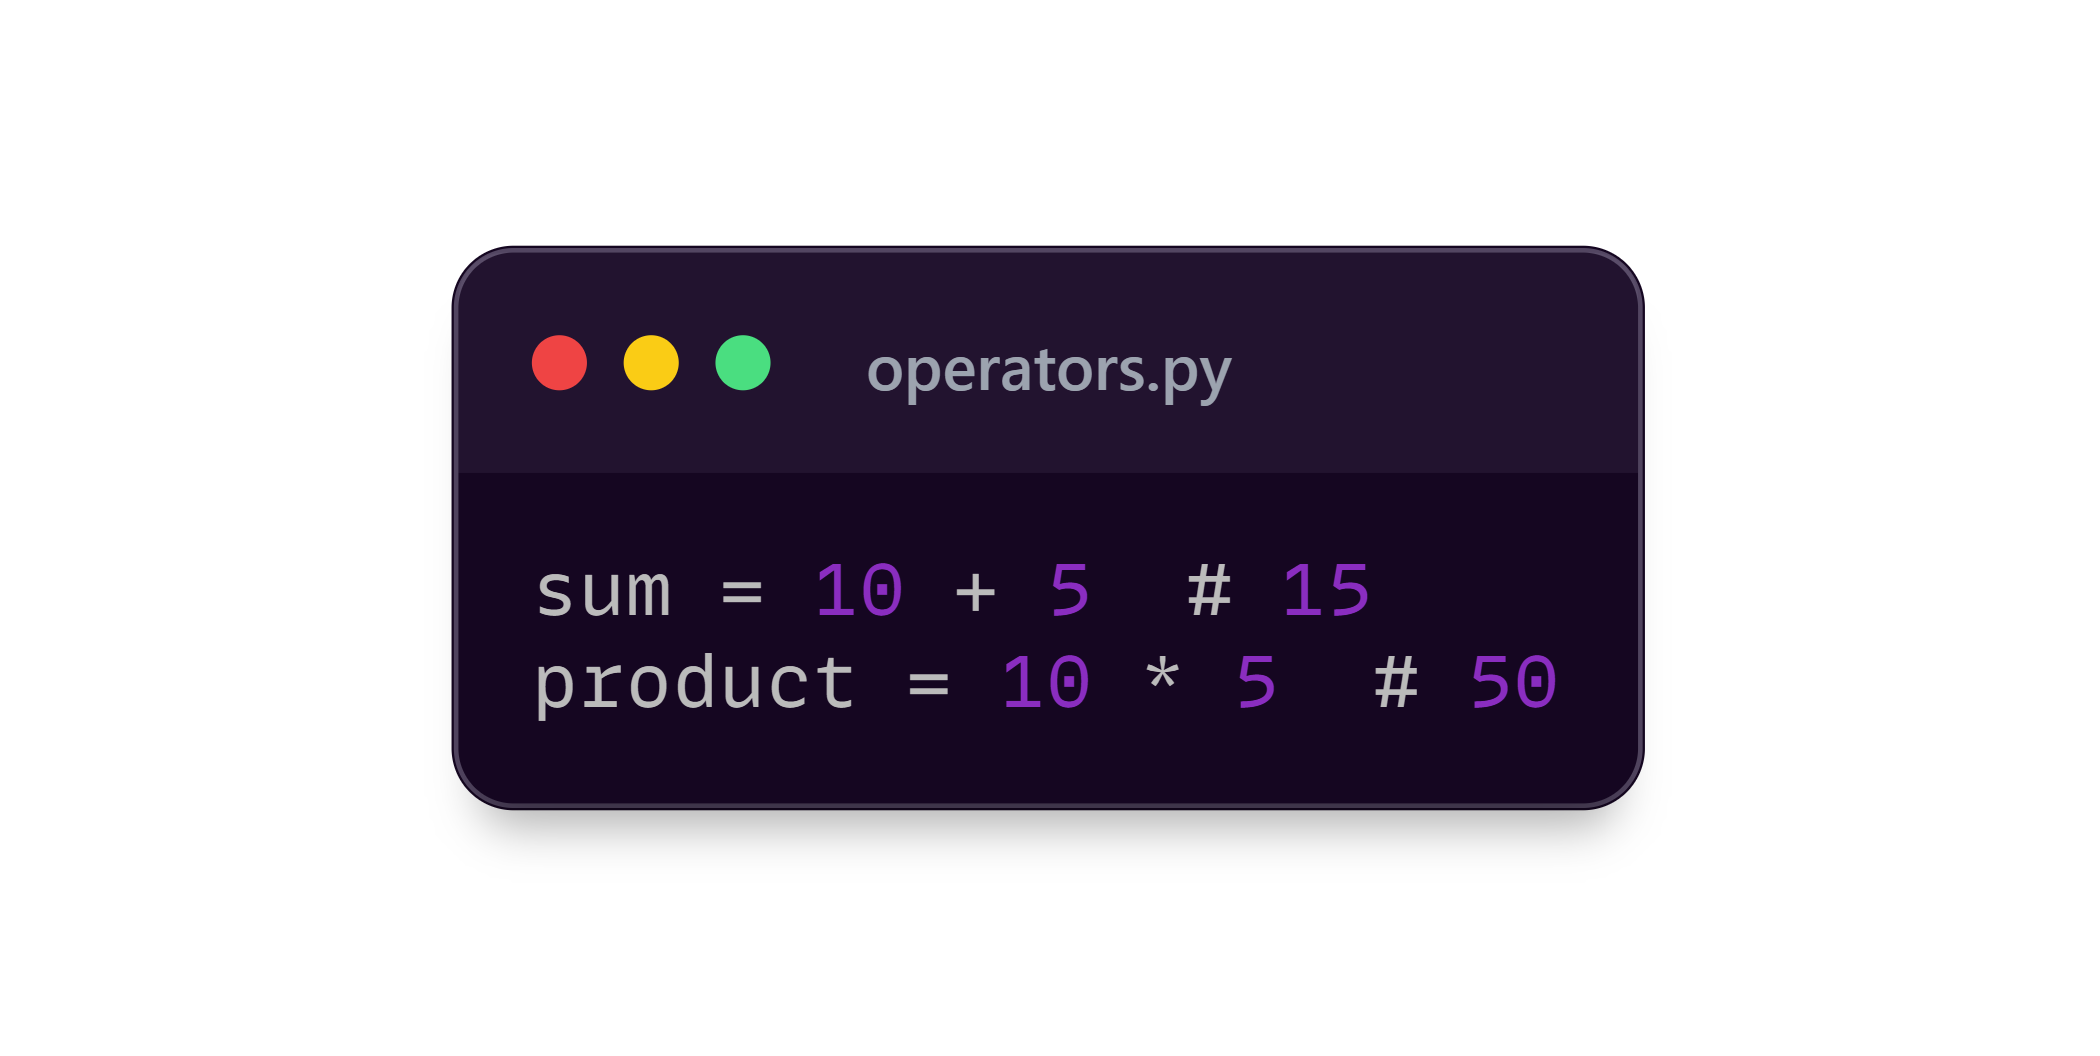 operators.py
sum = 10 + 5  # 15
product = 10 * 5  # 50